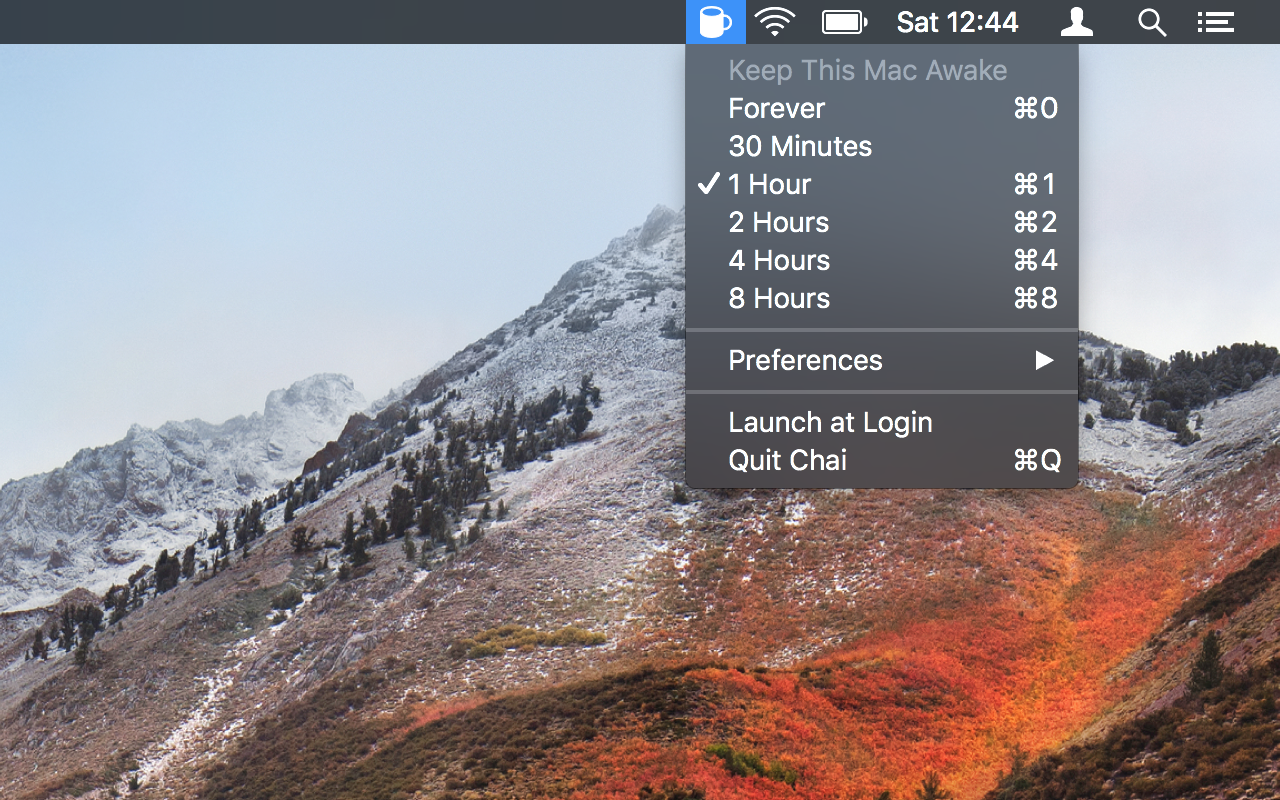 Sat 12:44
Keep This Mac Awake
Forever ⌘0
30 Minutes
✓ 1 Hour ⌘1
2 Hours ⌘2
4 Hours ⌘4
8 Hours ⌘8
Preferences ▶
Launch at Login
Quit Chai ⌘Q